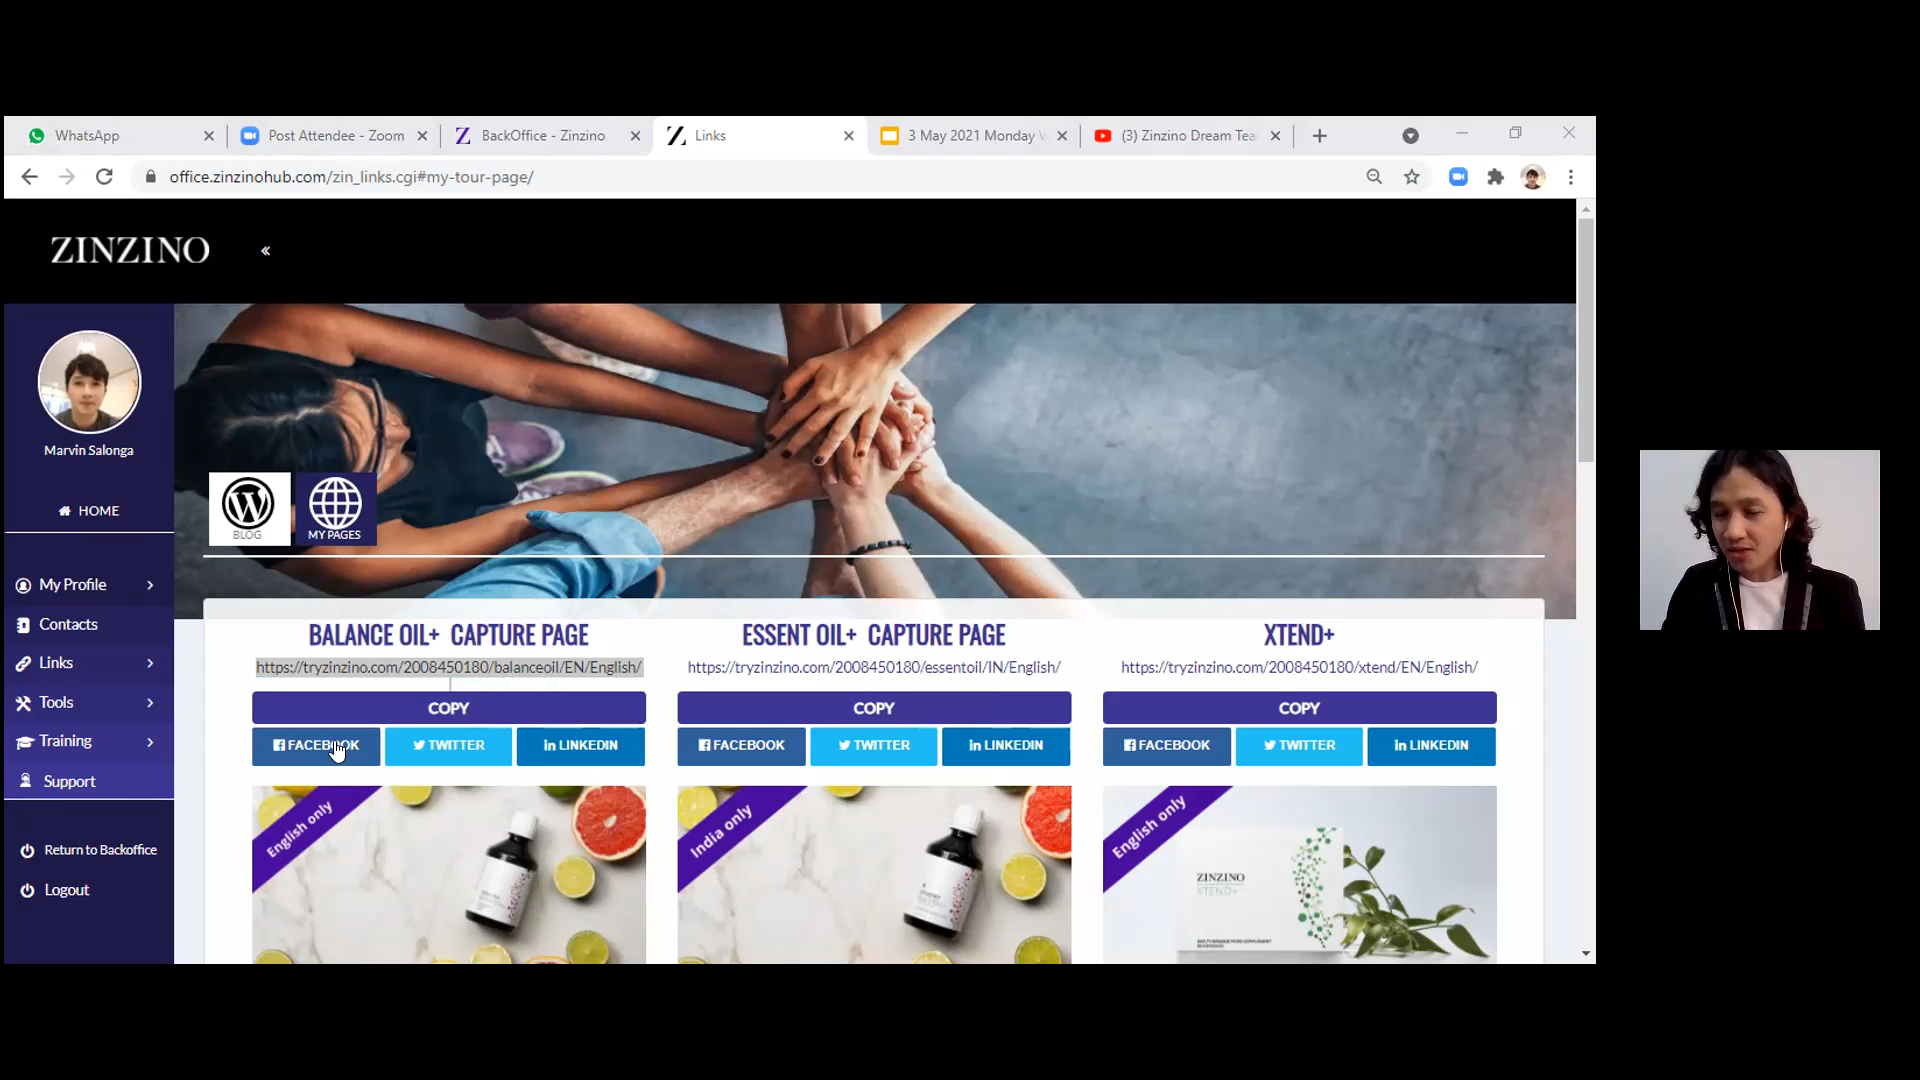 WhatsApp
Post Attendee - Zoom
BackOffice - Zinzino
Links
3 May 2021 Monday
(3) Zinzino Dream Tea
office.zinzinohub.com/zin_links.cgi#my-tour-page/
ZINZINO
«
Marvin Salonga
HOME
My Profile
Contacts
Links
Tools
Training
Support
Return to Backoffice
Logout
BLOG
MY PAGES
BALANCE OIL+ CAPTURE PAGE
https://tryzinzino.com/2008450180/balanceoil/EN/English/
COPY
FACEBOOK
TWITTER
in LINKEDIN
English only
ESSENT OIL+ CAPTURE PAGE
https://tryzinzino.com/2008450180/essentoil/IN/English/
COPY
FACEBOOK
TWITTER
in LINKEDIN
India only
XTEND+
https://tryzinzino.com/2008450180/xtend/EN/English/
COPY
FACEBOOK
TWITTER
in LINKEDIN
English only
ZINZINO
XTEND+